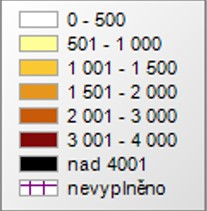 0 - 500
501 - 1 000
1 001 - 1 500
1 501 - 2 000
2 001 - 3 000
3 001 - 4 000
nad 4001
nevyplněno